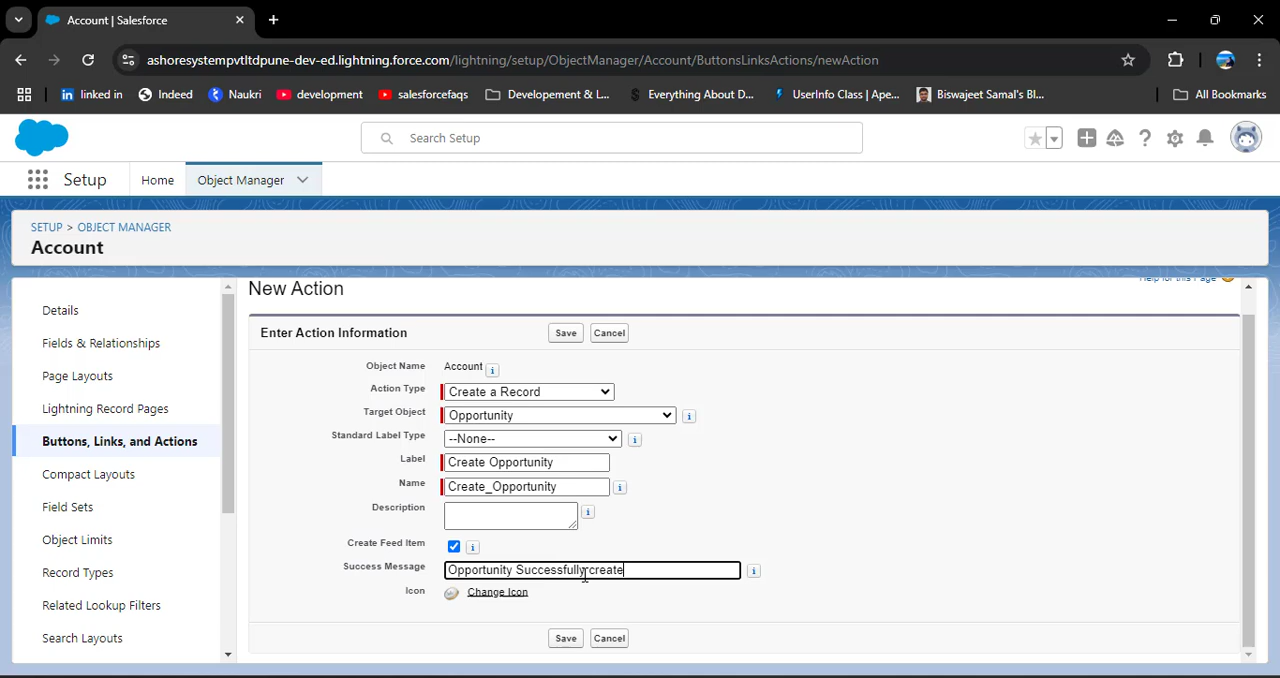 Account | Salesforce
ashoresystempvtltdpune-dev-ed.lightning.force.com/lightning/setup/ObjectManager/Account/ButtonsLinksActions/newAction
linked in Indeed Naukri development salesforcefaqs Developement & L... Everything About D... UserInfo Class | Ape... Biswajeet Samal's Bl... All Bookmarks
Search Setup
Setup Home Object Manager
SETUP > OBJECT MANAGER
Account
Details
Fields & Relationships
Page Layouts
Lightning Record Pages
Buttons, Links, and Actions
Compact Layouts
Field Sets
Object Limits
Record Types
Related Lookup Filters
Search Layouts
Help for this Page
New Action
Enter Action Information Save Cancel
Object Name Account i
Action Type Create a Record
Target Object Opportunity i
Standard Label Type --None-- i
Label Create Opportunity
Name Create_Opportunity i
Description i
Create Feed Item i
Success Message Opportunity Successfully create i
Icon Change Icon
Save Cancel